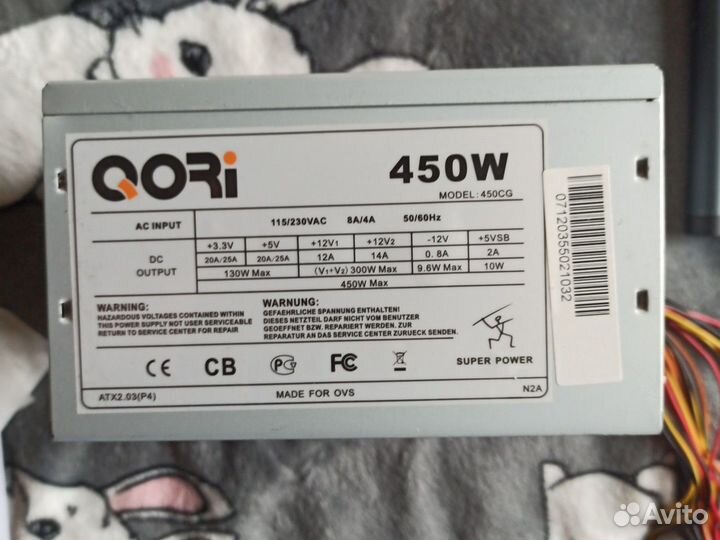 QORi
450W
MODEL: 450CG
AC INPUT 115/230VAC 8A/4A 50/60Hz
DC OUTPUT +3.3V +5V +12V1 +12V2 -12V +5VSB
20A/25A 20A/25A 12A 14A 0.8A 2A
130W Max (V1+V2) 300W Max 9.6W Max 10W
450W Max
WARNING:
HAZARDOUS VOLTAGES CONTAINED WITHIN
THIS POWER SUPPLY NOT USER SERVICEABLE
RETURN TO SERVICE CENTER FOR REPAIR
WARNUNG:
GEFAEHRLICHE SPANNUNG ENTHALTEN!
DIESES NETZTEIL DARF NICHT VOM BENUTZER
GEOEFFNET BZW. REPARIERT WERDEN. ZUR
REPARATUR AN DAS SERVICE CENTER ZURUECK SENDEN.
CE CB PG FC
SUPER POWER
ATX2.03(P4) MADE FOR OVS N2A
07120355021032
Avito